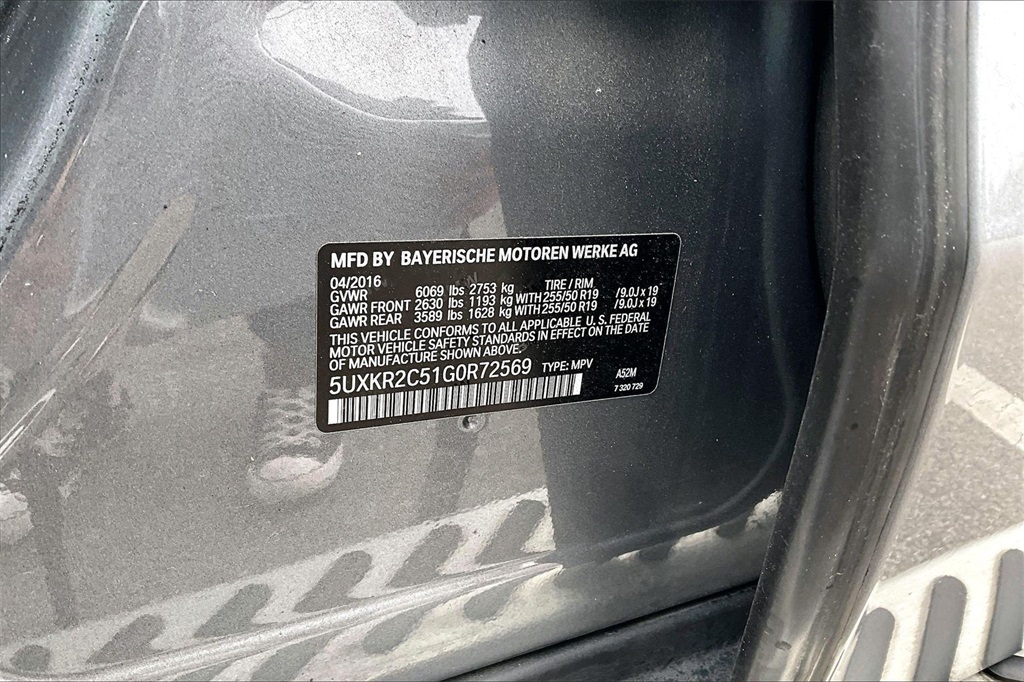 MFD BY BAYERISCHE MOTOREN WERKE AG
04/2016 TIRE / RIM
GVWR 6069 lbs 2753 kg
GAWR FRONT 2630 lbs 1193 kg WITH 255/50 R19 /9.0J x 19
GAWR REAR 3589 lbs 1628 kg WITH 255/50 R19 /9.0J x 19
THIS VEHICLE CONFORMS TO ALL APPLICABLE U. S. FEDERAL
MOTOR VEHICLE SAFETY STANDARDS IN EFFECT ON THE DATE
OF MANUFACTURE SHOWN ABOVE.
5UXKR2C51G0R72569 TYPE: MPV
A52M
7 320 729